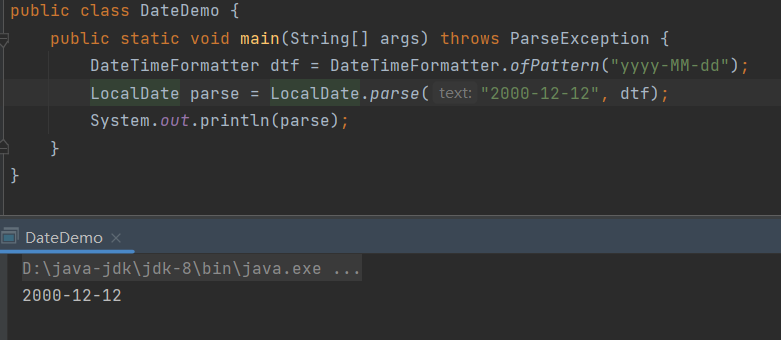 public class DateDemo {
public static void main(String[] args) throws ParseException {
DateTimeFormatter dtf = DateTimeFormatter.ofPattern("yyyy-MM-dd");
LocalDate parse = LocalDate.parse( text: "2000-12-12", dtf);
System.out.println(parse);
}
}
DateDemo ×
D:\java-jdk\jdk-8\bin\java.exe ...
2000-12-12